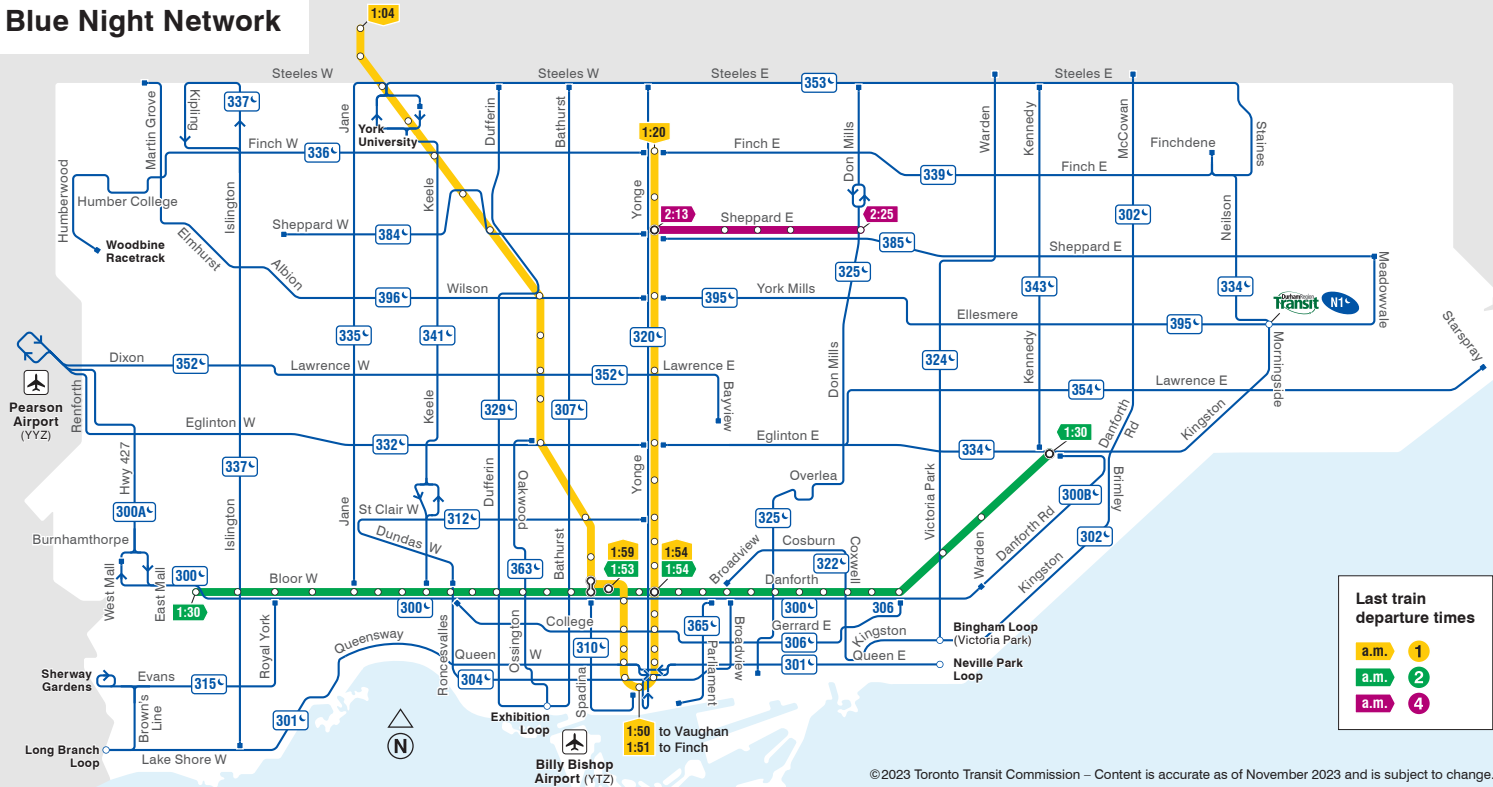 Blue Night Network
1:04
Steeles W
Steeles W
Steeles E
353
Steeles E
Martin Grove
Kipling
337
Jane
York
University
Dufferin
Bathurst
1:20
Don Mills
Warden
Kennedy
McCowan
Finchdene
Staines
Finch W
336
Finch E
339
Finch E
Humberwood
Humber College
Islington
Keele
Yonge
2:13
Sheppard E
2:25
302
Neilson
Woodbine
Racetrack
Elmhurst
Sheppard W
384
385
Sheppard E
Albion
325
Meadowvale
396
Wilson
395
York Mills
343
334
DurhamRegion
Transit
N1
Ellesmere
395
Starspray
335
341
320
Don Mills
Kennedy
Morningside
Dixon
352
Lawrence W
352
Lawrence E
324
354
Lawrence E
Pearson
Airport
(YYZ)
Renforth
Keele
329
307
Bayview
Danforth
Rd
Kingston
Eglinton W
332
Eglinton E
334
1:30
Hwy 427
337
Dufferin
Oakwood
Yonge
Overlea
Victoria Park
300B
Brimley
300A
Islington
Jane
St Clair W
312
325
Danforth Rd
302
Burnhamthorpe
Dundas W
Bathurst
1:59
1:53
1:54
1:54
Broadview
Cosburn
322
Coxwell
Warden
Kingston
West Mall
East Mall
300
Bloor W
363
Danforth
1:30
300
300
306
Last train
departure times
a.m. 1
a.m. 2
a.m. 4
Royal York
Queensway
Roncesvalles
College
Ossington
310
365
Parliament
Broadview
Gerrard E
306
Kingston
Bingham Loop
(Victoria Park)
Queen
W
301
Queen E
Neville Park
Loop
Sherway
Gardens
Evans
315
304
Spadina
Brown's
Line
301
Exhibition
Loop
N
1:50 to Vaughan
1:51 to Finch
Long Branch
Loop
Lake Shore W
Billy Bishop
Airport (YTZ)
©2023 Toronto Transit Commission – Content is accurate as of November 2023 and is subject to change.